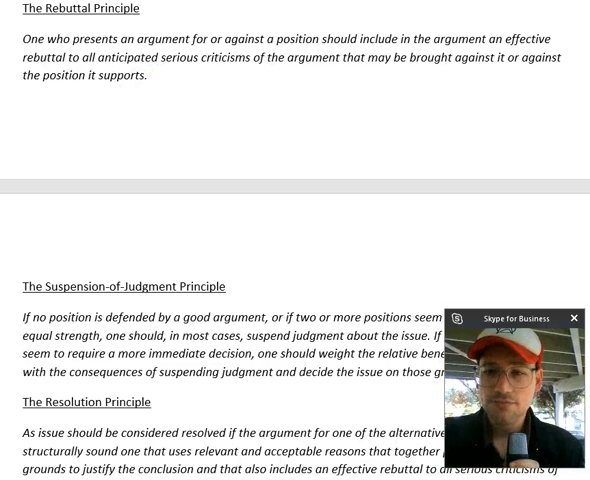 The Rebuttal Principle
One who presents an argument for or against a position should include in the argument an effective
rebuttal to all anticipated serious criticisms of the argument that may be brought against it or against
the position it supports.
The Suspension-of-Judgment Principle
If no position is defended by a good argument, or if two or more positions seem
equal strength, one should, in most cases, suspend judgment about the issue. If
seem to require a more immediate decision, one should weight the relative bene
with the consequences of suspending judgment and decide the issue on those gr
Skype for Business
The Resolution Principle
As issue should be considered resolved if the argument for one of the alternative
structurally sound one that uses relevant and acceptable reasons that together
grounds to justify the conclusion and that also includes an effective rebuttal to all serious criticisms of